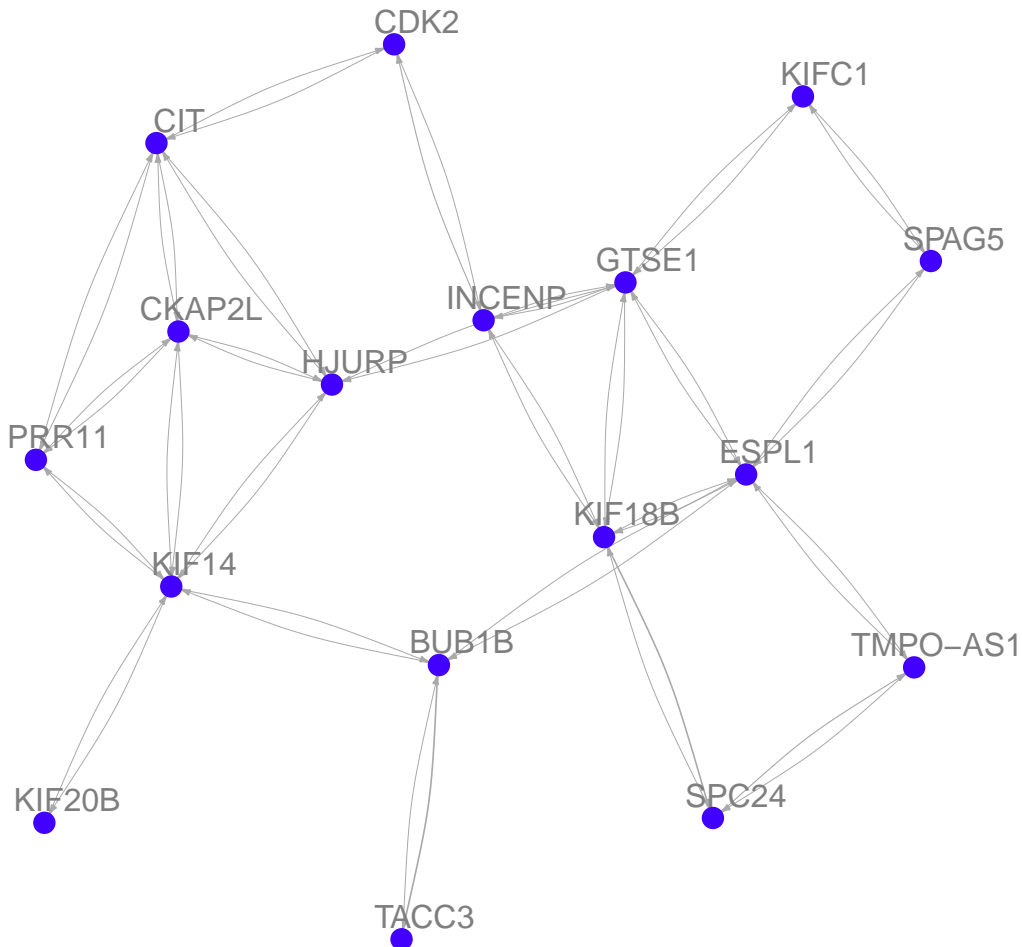 CDK2
KIFC1
CIT
SPAG5
GTSE1
INCENP
CKAP2L
HJURP
PRR11
ESPL1
KIF18B
KIF14
BUB1B
TMPO−AS1
KIF20B
SPC24
TACC3